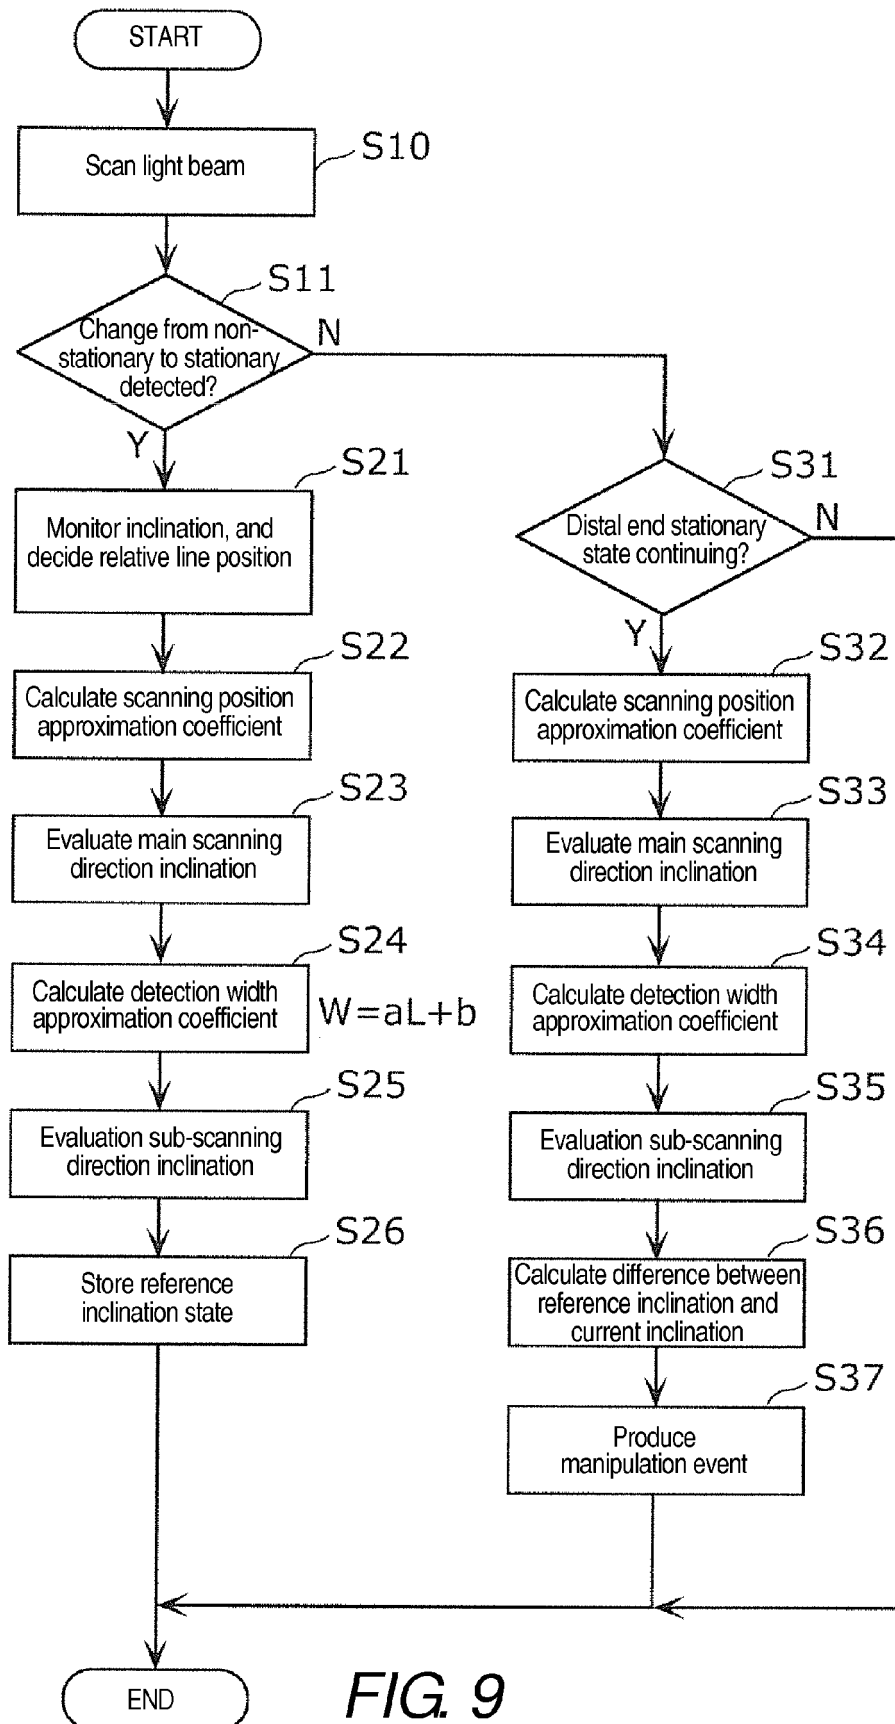 START
S10
Scan light beam
S11
Change from non-
stationary to stationary
detected?
N
Y
S21
Monitor inclination, and
decide relative line position
S22
Calculate scanning position
approximation coefficient
S23
Evaluate main scanning
direction inclination
S24
Calculate detection width
approximation coefficient
W=aL+b
S25
Evaluation sub-scanning
direction inclination
S26
Store reference
inclination state
S31
Distal end stationary
state continuing?
N
Y
S32
Calculate scanning position
approximation coefficient
S33
Evaluate main scanning
direction inclination
S34
Calculate detection width
approximation coefficient
S35
Evaluation sub-scanning
direction inclination
S36
Calculate difference between
reference inclination and
current inclination
S37
Produce
manipulation event
END
FIG. 9